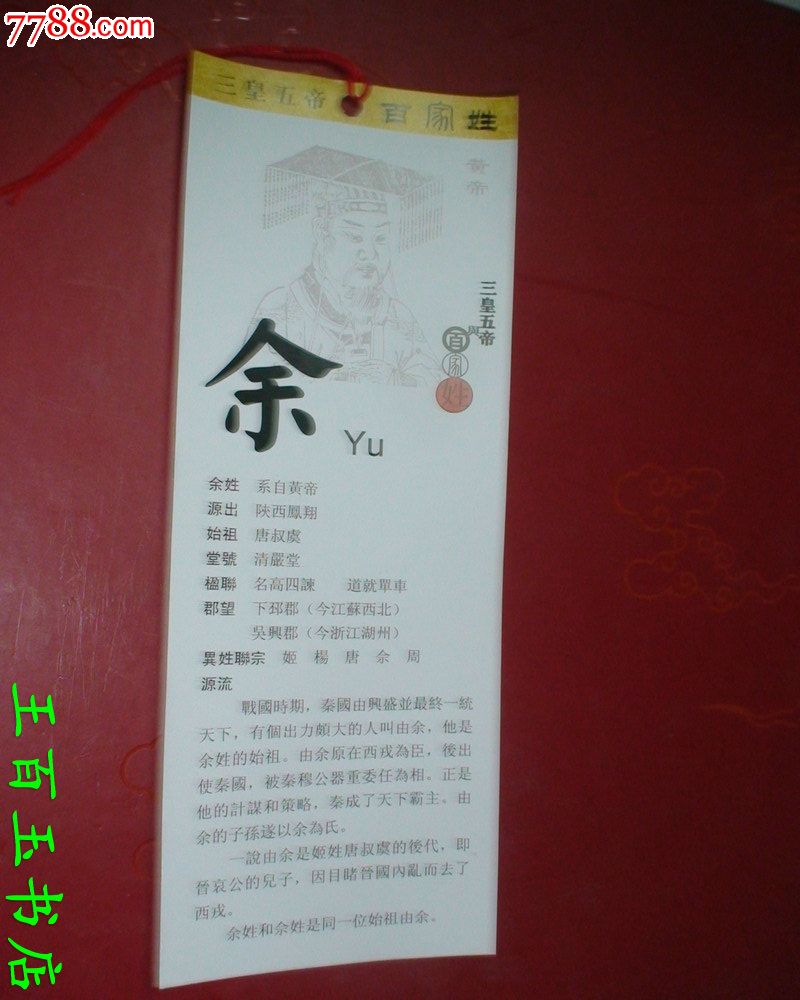 7788.com
三皇五帝 百家姓
黃帝
三皇五帝
與
百家姓
余
Yu
余姓 系自黃帝
源出 陝西鳳翔
始祖 唐叔虞
堂號 清嚴堂
楹聯 名高四諫 道就單車
郡望 下邳郡（今江蘇西北）
吳興郡（今浙江湖州）
異姓聯宗 姬 楊 唐 佘 周
源流
戰國時期，秦國由興盛並最終一統
天下，有個出力頗大的人叫由余，他是
余姓的始祖。由余原在西戎為臣，後出
使秦國，被秦穆公器重委任為相。正是
他的計謀和策略，秦成了天下霸主。由
余的子孫遂以余為氏。
一說由余是姬姓唐叔虞的後代，即
晉哀公的兒子，因目睹晉國內亂而去了
西戎。
余姓和佘姓是同一位始祖由余。
王百玉书店